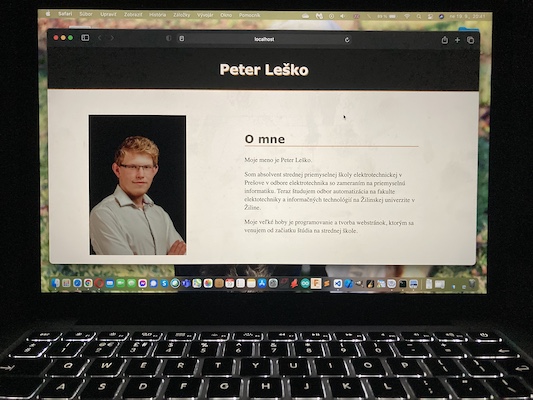 Safari Súbor Upraviť Zobraziť História Záložky Vývojár Okno Pomocník
localhost
Peter Leško
O mne
Moje meno je Peter Leško.
Som absolvent strednej priemyselnej školy elektrotechnickej v
Prešove v odbore elektrotechnika so zameraním na priemyselnú
informatiku. Teraz študujem odbor automatizácia na fakulte
elektrotechniky a informačných technológií na Žilinskej univerzite v
Žiline.
Moje veľké hoby je programovanie a tvorba webstránok, ktorým sa
venujem od začiatku štúdia na strednej škole.
Q W E R T Y U I O P
A S D F G H J K L